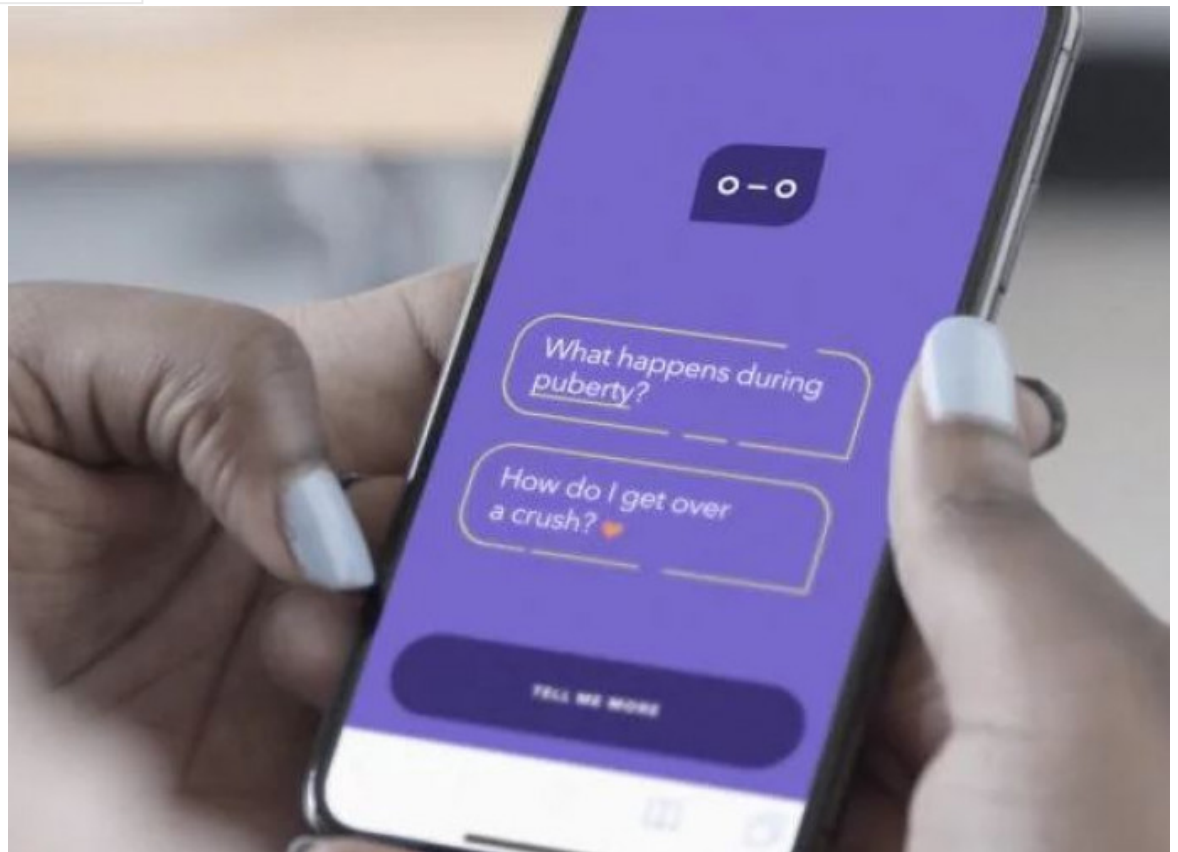 What happens during
puberty?
How do I get over
a crush? 🧡
TELL ME MORE